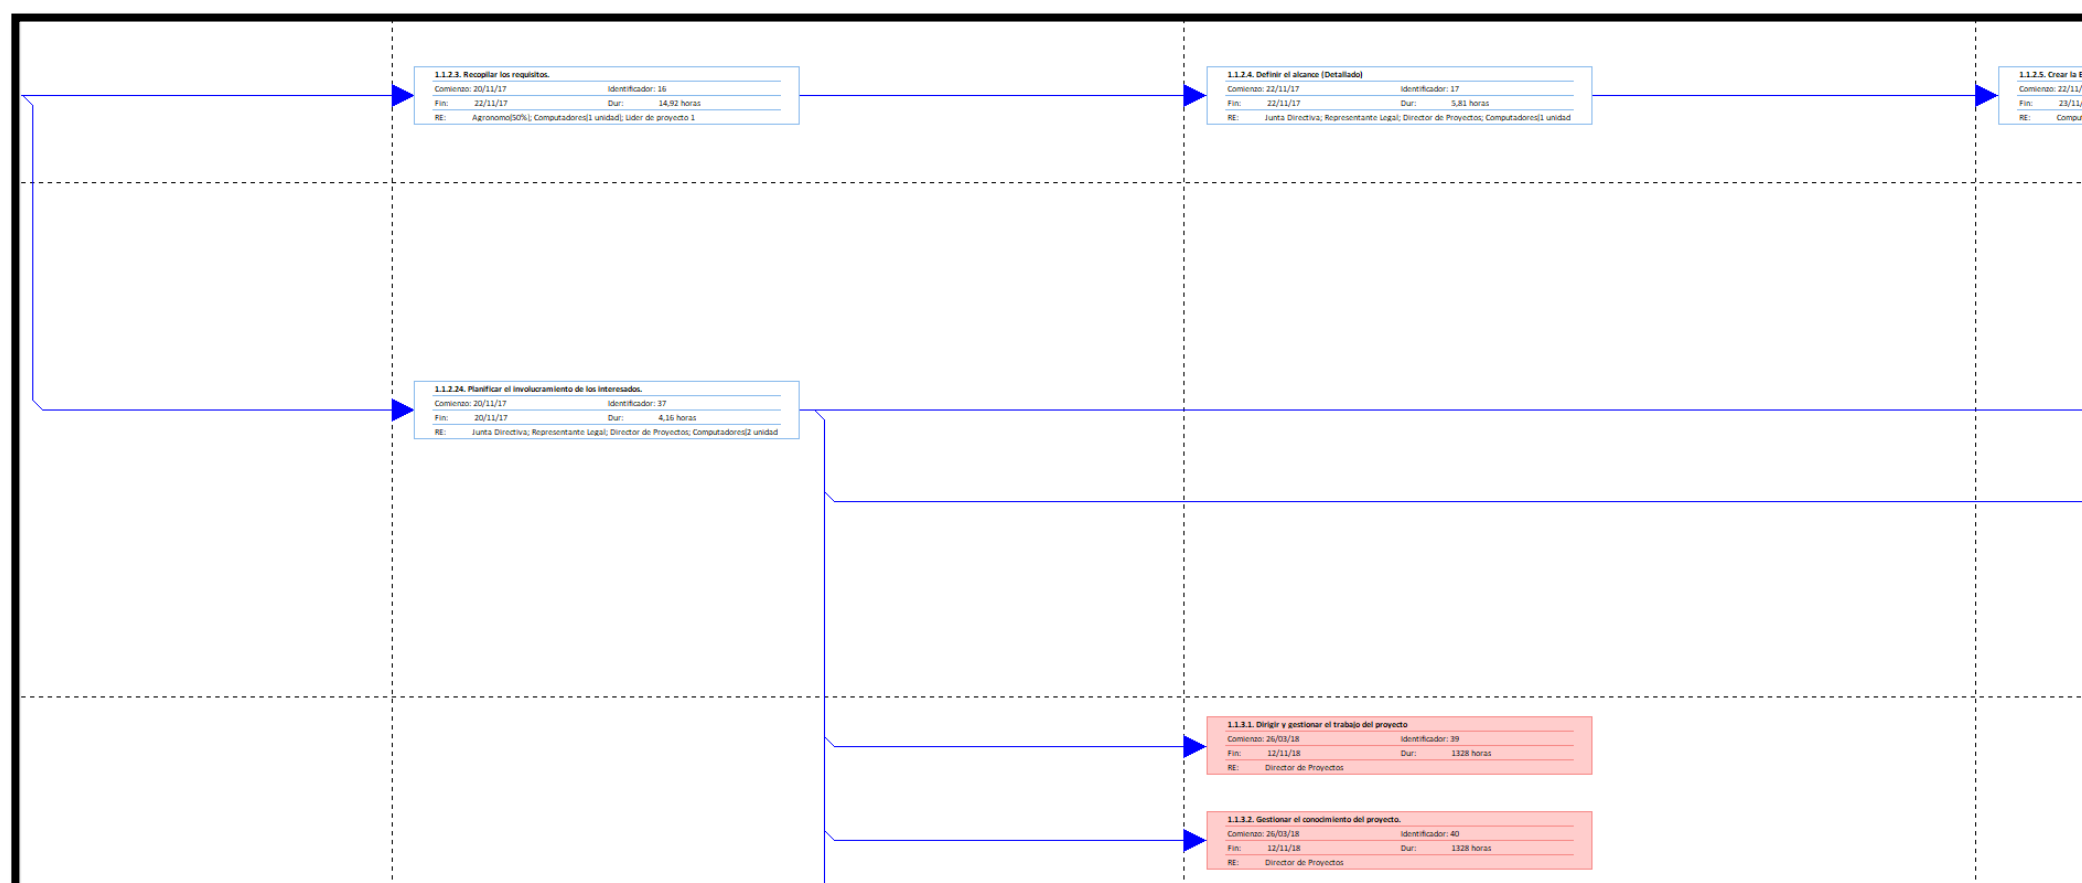 1.1.2.3. Recopilar los requisitos.
Comienzo: 20/11/17 Identificador: 16
Fin: 22/11/17 Dur: 14,92 horas
RE: Agronomo[50%]; Computadores[1 unidad]; Lider de proyecto 1
1.1.2.4. Definir el alcance (Detallado)
Comienzo: 22/11/17 Identificador: 17
Fin: 22/11/17 Dur: 5,81 horas
RE: Junta Directiva; Representante Legal; Director de Proyectos; Computadores[1 unidad
1.1.2.5. Crear la E
Comienzo: 22/11/
Fin: 23/11/
RE: Compu
1.1.2.24. Planificar el involucramiento de los interesados.
Comienzo: 20/11/17 Identificador: 37
Fin: 20/11/17 Dur: 4,16 horas
RE: Junta Directiva; Representante Legal; Director de Proyectos; Computadores[2 unidad
1.1.3.1. Dirigir y gestionar el trabajo del proyecto
Comienzo: 26/03/18 Identificador: 39
Fin: 12/11/18 Dur: 1328 horas
RE: Director de Proyectos
1.1.3.2. Gestionar el conocimiento del proyecto.
Comienzo: 26/03/18 Identificador: 40
Fin: 12/11/18 Dur: 1328 horas
RE: Director de Proyectos